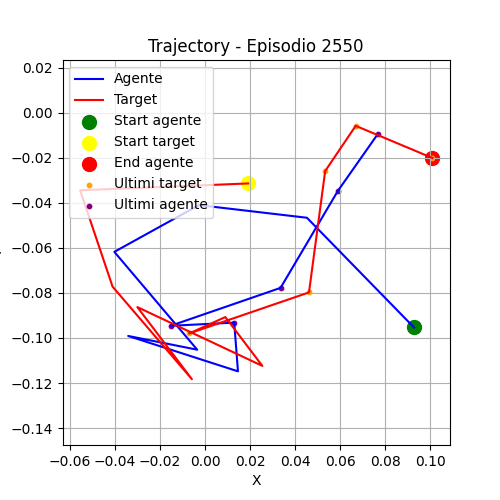 Trajectory - Episodio 2550
0.02
0.00
−0.02
−0.04
−0.06
−0.08
−0.10
−0.12
−0.14
Agente
Target
Start agente
Start target
End agente
Ultimi target
Ultimi agente
−0.06 −0.04 −0.02 0.00 0.02 0.04 0.06 0.08 0.10
X